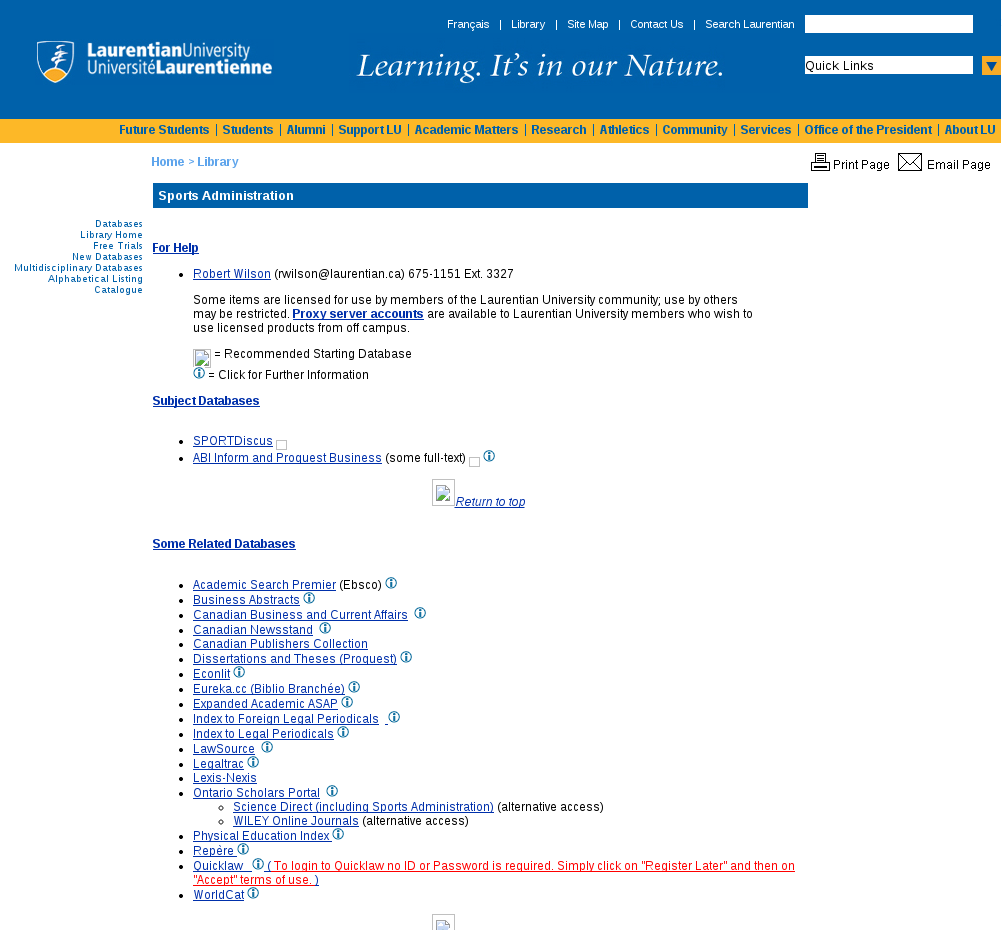 Français | Library | Site Map | Contact Us | Search Laurentian
LaurentianUniversity
UniversitéLaurentienne
Learning. It's in our Nature.
Quick Links
Future Students | Students | Alumni | Support LU | Academic Matters | Research | Athletics | Community | Services | Office of the President | About LU
Home > Library
Print Page
Email Page
Sports Administration
Databases
Library Home
Free Trials
New Databases
Multidisciplinary Databases
Alphabetical Listing
Catalogue
For Help
Robert Wilson (rwilson@laurentian.ca) 675-1151 Ext. 3327
Some items are licensed for use by members of the Laurentian University community; use by others
may be restricted. Proxy server accounts are available to Laurentian University members who wish to
use licensed products from off campus.
= Recommended Starting Database
= Click for Further Information
Subject Databases
SPORTDiscus
ABI Inform and Proquest Business (some full-text)
Return to top
Some Related Databases
Academic Search Premier (Ebsco)
Business Abstracts
Canadian Business and Current Affairs
Canadian Newsstand
Canadian Publishers Collection
Dissertations and Theses (Proquest)
Econlit
Eureka.cc (Biblio Branchée)
Expanded Academic ASAP
Index to Foreign Legal Periodicals
Index to Legal Periodicals
LawSource
Legaltrac
Lexis-Nexis
Ontario Scholars Portal
Science Direct (including Sports Administration) (alternative access)
WILEY Online Journals (alternative access)
Physical Education Index
Repère
Quicklaw ( To login to Quicklaw no ID or Password is required. Simply click on "Register Later" and then on
"Accept" terms of use. )
WorldCat